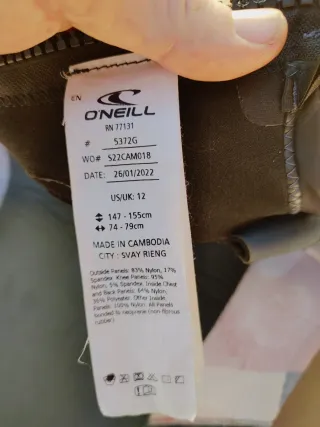 EN
O'NEILL
RN 77131
# 5372G
WO# S22CAM018
DATE: 26/01/2022
US/UK: 12
147 - 155cm
74 - 79cm
MADE IN CAMBODIA
CITY : SVAY RIENG
Outside Panels: 83% Nylon, 17%
Spandex. Knee Panels: 95%
Nylon, 5% Spandex. Inside Chest
and Back Panels: 64% Nylon,
36% Polyester. Other Inside
Panels: 100% Nylon. All Panels
bonded to neoprene (non-fibrous
rubber)